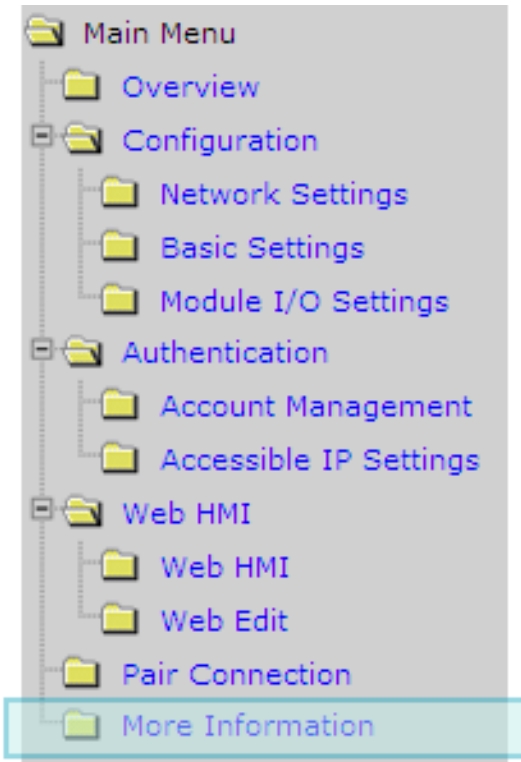 Main Menu
Overview
Configuration
Network Settings
Basic Settings
Module I/O Settings
Authentication
Account Management
Accessible IP Settings
Web HMI
Web HMI
Web Edit
Pair Connection
More Information